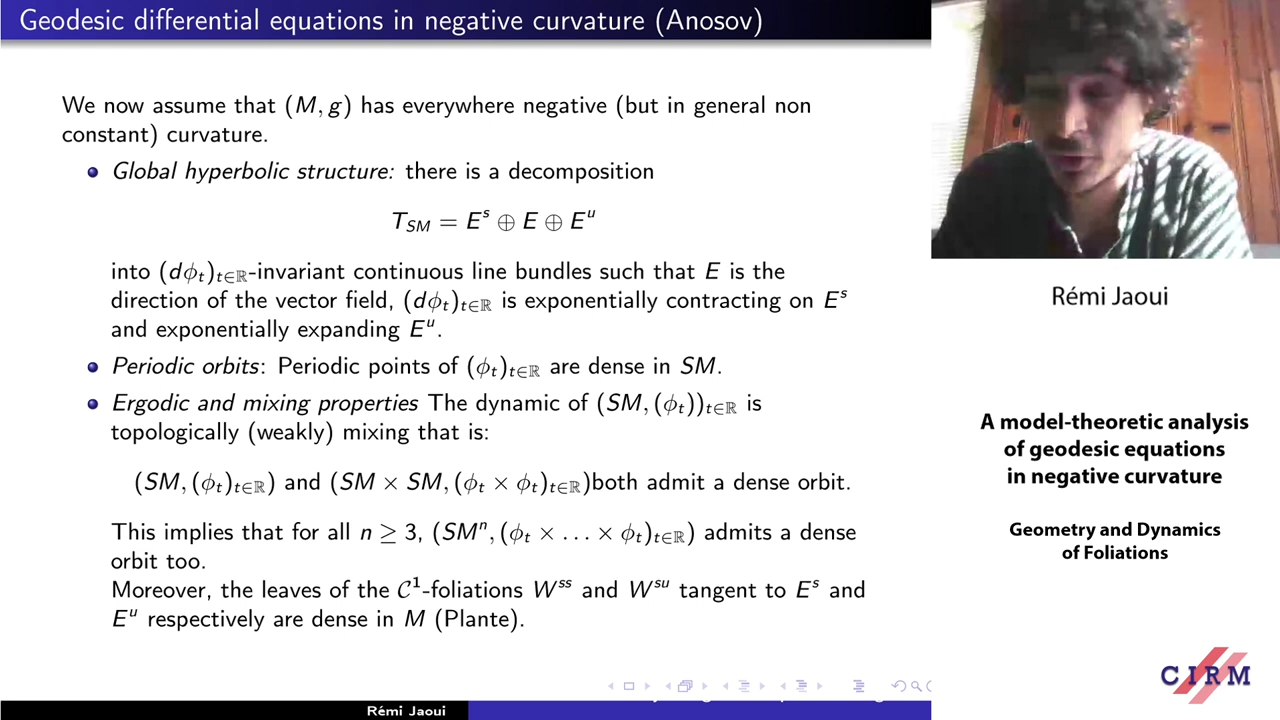 Geodesic differential equations in negative curvature (Anosov)
We now assume that (M, g) has everywhere negative (but in general non
constant) curvature.
Global hyperbolic structure: there is a decomposition
T_{SM} = E^s ⊕ E ⊕ E^u
into (dϕ_t)_{t∈ℝ}-invariant continuous line bundles such that E is the
direction of the vector field, (dϕ_t)_{t∈ℝ} is exponentially contracting on E^s
and exponentially expanding E^u.
Periodic orbits: Periodic points of (ϕ_t)_{t∈ℝ} are dense in SM.
Ergodic and mixing properties The dynamic of (SM, (ϕ_t))_{t∈ℝ} is
topologically (weakly) mixing that is:
(SM, (ϕ_t)_{t∈ℝ}) and (SM × SM, (ϕ_t × ϕ_t)_{t∈ℝ})both admit a dense orbit.
This implies that for all n ≥ 3, (SM^n, (ϕ_t × ... × ϕ_t)_{t∈ℝ}) admits a dense
orbit too.
Moreover, the leaves of the C^1-foliations W^{ss} and W^{su} tangent to E^s and
E^u respectively are dense in M (Plante).
Rémi Jaoui
Rémi Jaoui
A model-theoretic analysis
of geodesic equations
in negative curvature
Geometry and Dynamics
of Foliations
CIRM